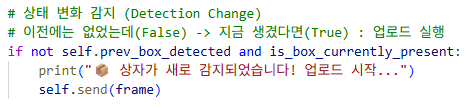 # 상태 변화 감지 (Detection Change)
# 이전에는 없었는데(False) -> 지금 생겼다면(True) : 업로드 실행
if not self.prev_box_detected and is_box_currently_present:
    print("📦 상자가 새로 감지되었습니다! 업로드 시작...")
    self.send(frame)